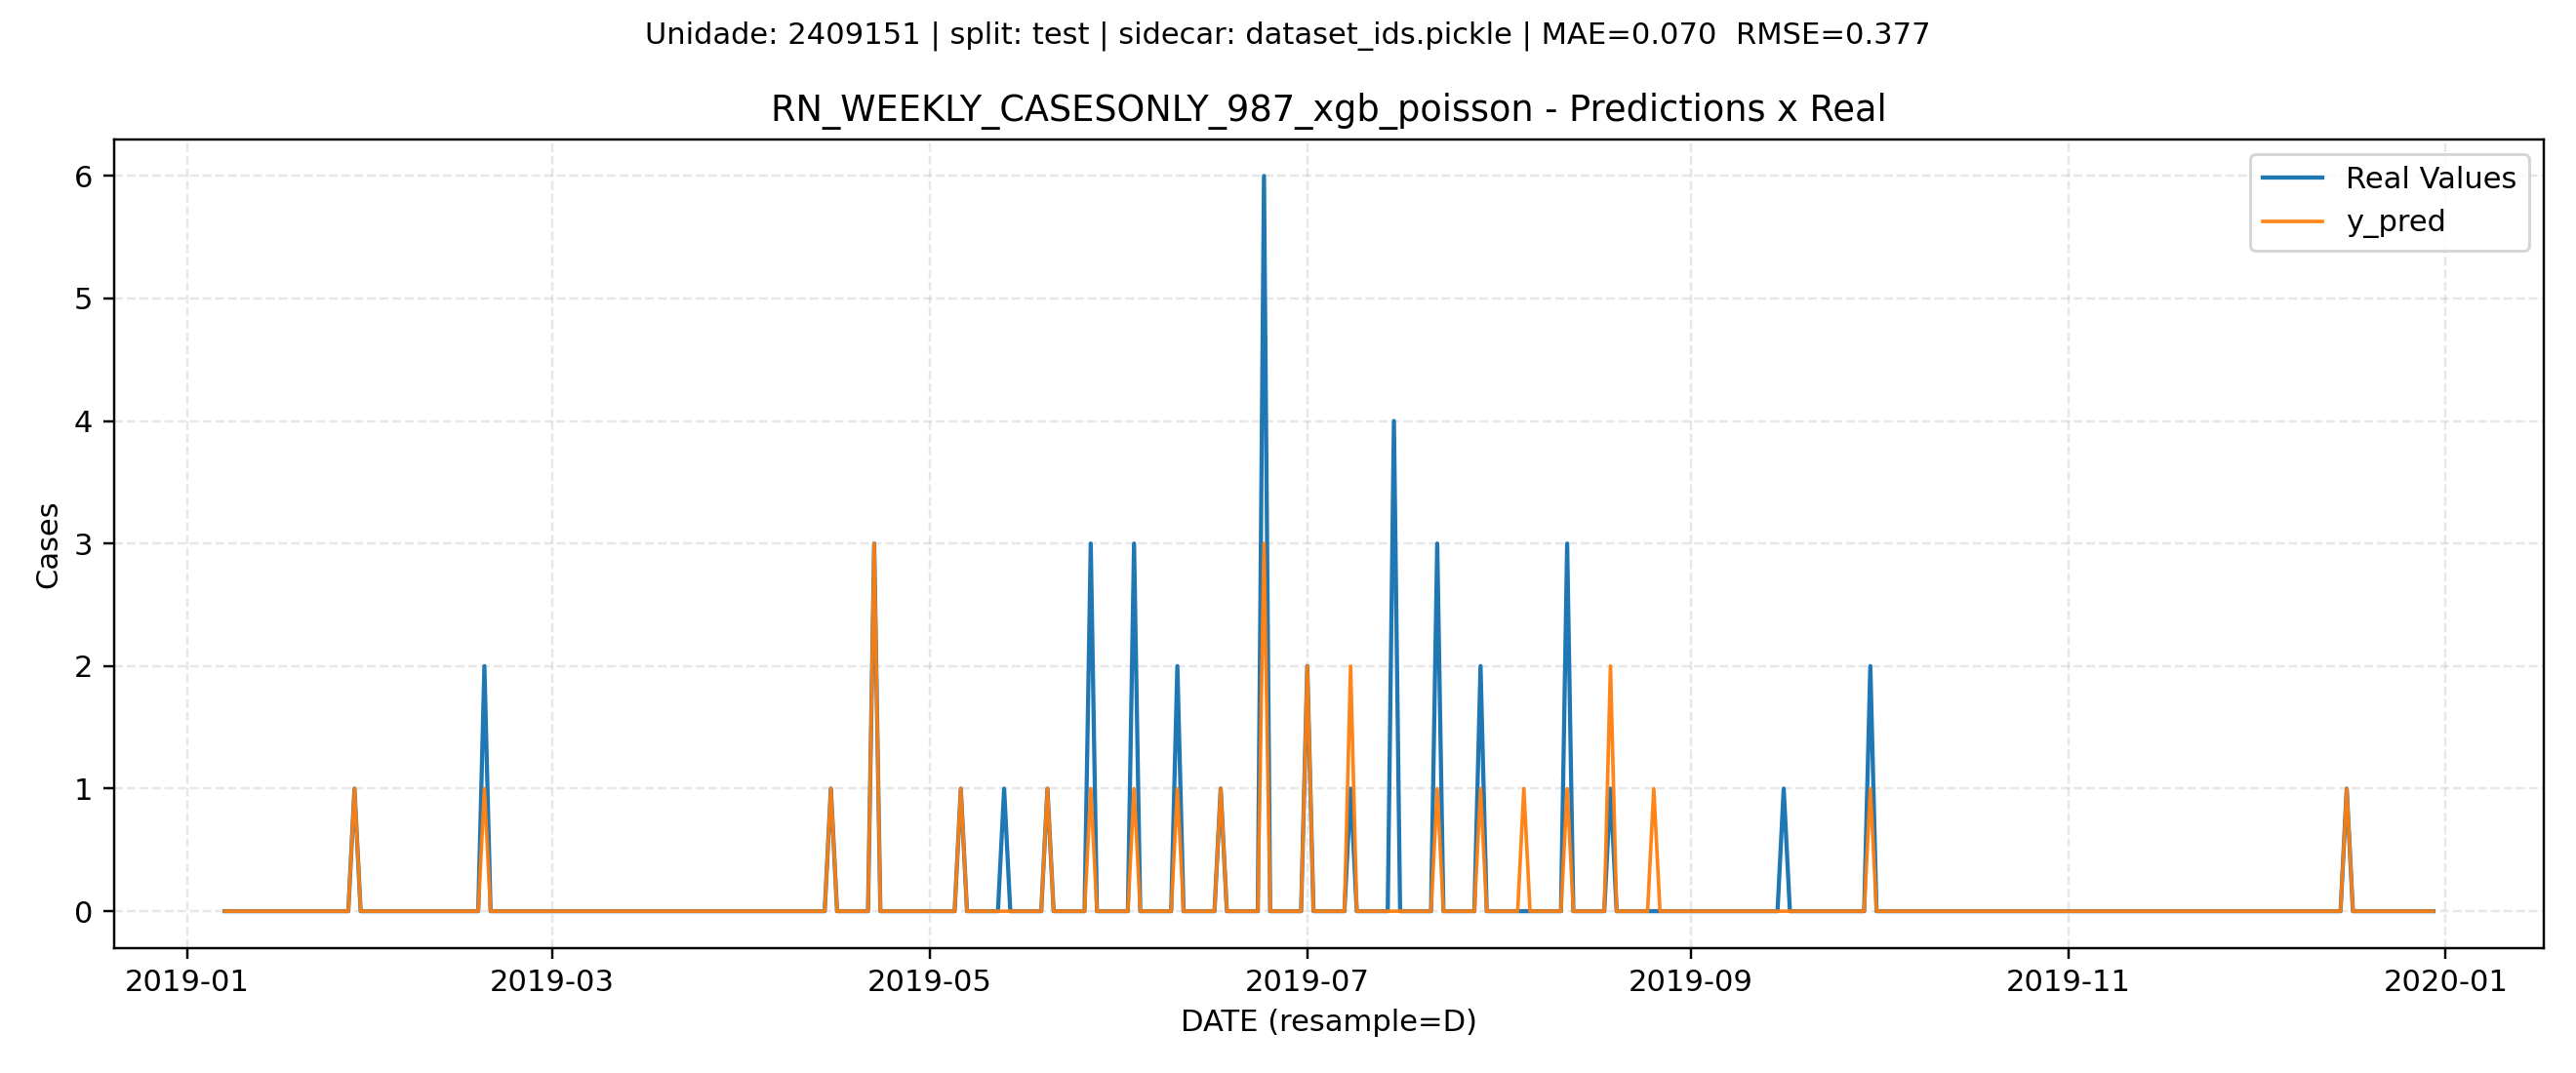 Unidade: 2409151 | split: test | sidecar: dataset_ids.pickle | MAE=0.070  RMSE=0.377
RN_WEEKLY_CASESONLY_987_xgb_poisson - Predictions x Real
Real Values
y_pred
6
5
4
3
2
1
0
Cases
2019-01
2019-03
2019-05
2019-07
2019-09
2019-11
2020-01
DATE (resample=D)